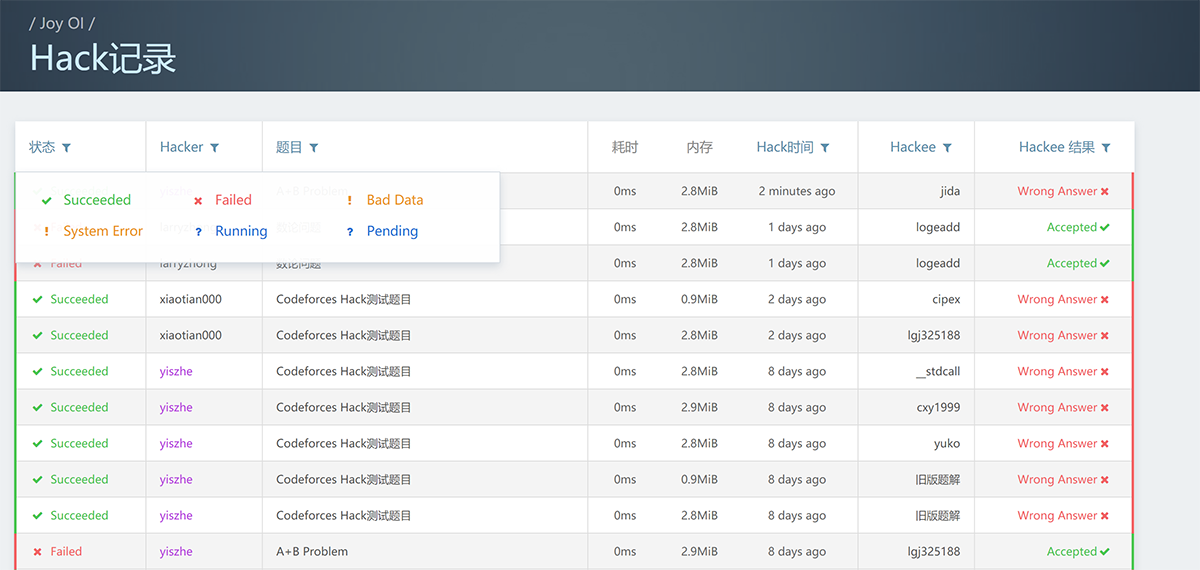 / Joy OI /
Hack记录
状态 Hacker 题目 耗时 内存 Hack时间 Hackee Hackee 结果
Succeeded Failed Bad Data
System Error Running Pending
A+B Problem 0ms 2.8MiB 2 minutes ago jida Wrong Answer
0ms 2.8MiB 1 days ago logeadd Accepted
Failed larryzhong 数论问题 0ms 2.8MiB 1 days ago logeadd Accepted
Succeeded xiaotian000 Codeforces Hack测试题目 0ms 0.9MiB 2 days ago cipex Wrong Answer
Succeeded xiaotian000 Codeforces Hack测试题目 0ms 2.8MiB 2 days ago lgj325188 Wrong Answer
Succeeded yiszhe Codeforces Hack测试题目 0ms 2.8MiB 8 days ago __stdcall Wrong Answer
Succeeded yiszhe Codeforces Hack测试题目 0ms 2.9MiB 8 days ago cxy1999 Wrong Answer
Succeeded yiszhe Codeforces Hack测试题目 0ms 2.8MiB 8 days ago yuko Wrong Answer
Succeeded yiszhe Codeforces Hack测试题目 0ms 0.9MiB 8 days ago 旧版题解 Wrong Answer
Succeeded yiszhe Codeforces Hack测试题目 0ms 2.8MiB 8 days ago 旧版题解 Wrong Answer
Failed yiszhe A+B Problem 0ms 2.9MiB 8 days ago lgj325188 Accepted